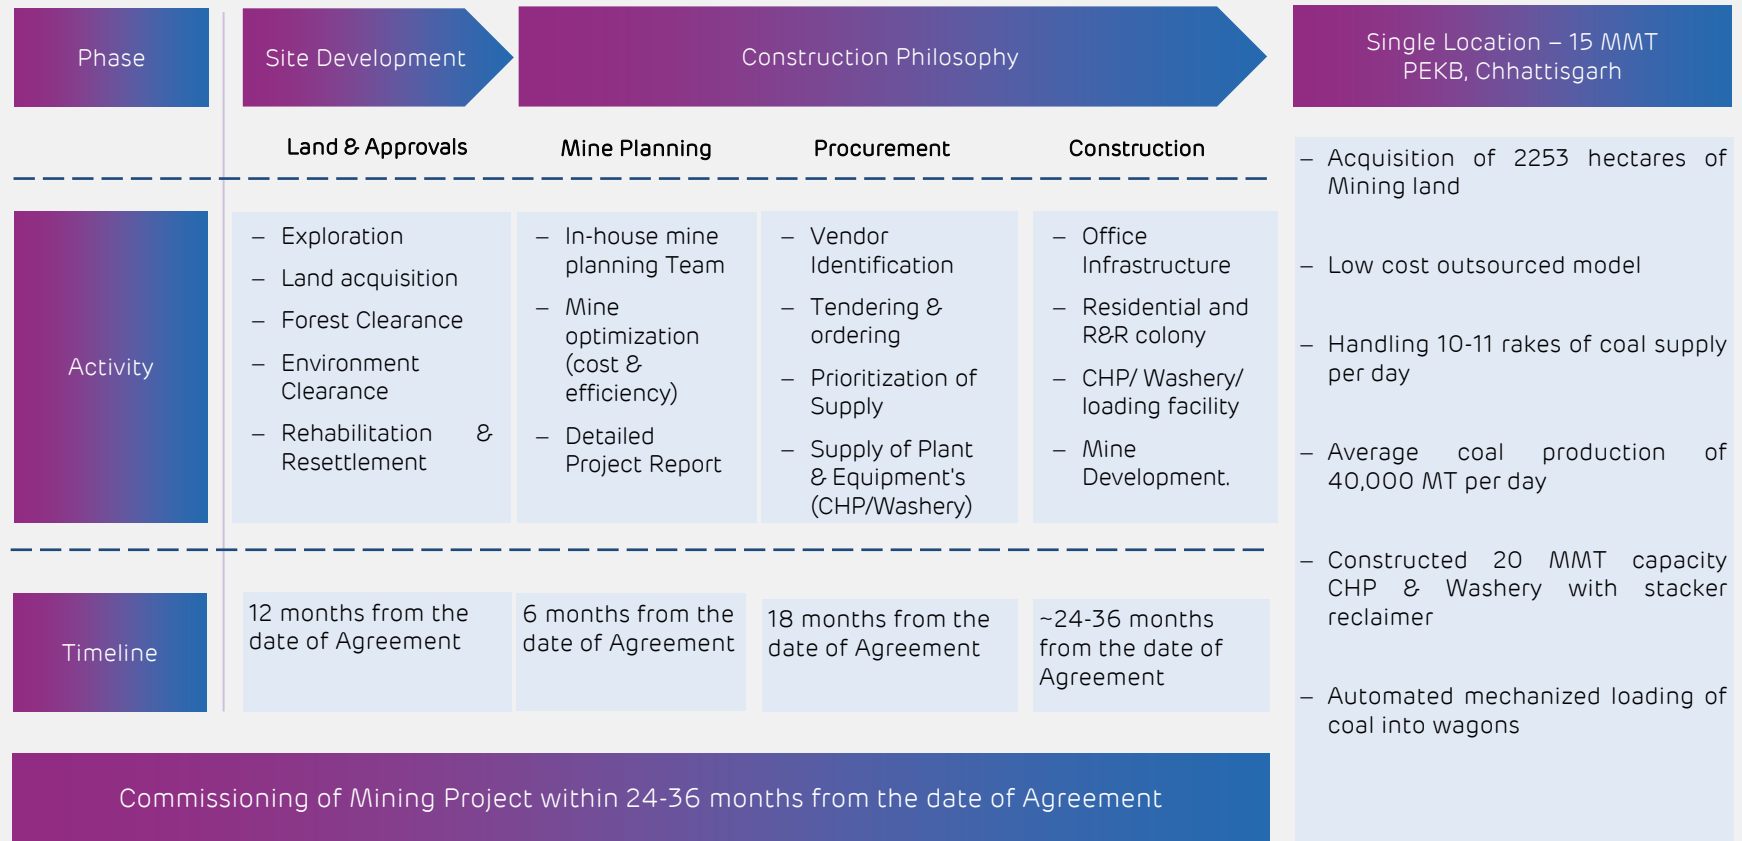 Phase
Site Development
Construction Philosophy
Single Location – 15 MMT
PEKB, Chhattisgarh
Land & Approvals
Mine Planning
Procurement
Construction
Activity
– Exploration
– Land acquisition
– Forest Clearance
– Environment
Clearance
– Rehabilitation &
Resettlement
– In-house mine
planning Team
– Mine
optimization
(cost &
efficiency)
– Detailed
Project Report
– Vendor
Identification
– Tendering &
ordering
– Prioritization of
Supply
– Supply of Plant
& Equipment's
(CHP/Washery)
– Office
Infrastructure
– Residential and
R&R colony
– CHP/ Washery/
loading facility
– Mine
Development.
Timeline
12 months from the
date of Agreement
6 months from the
date of Agreement
18 months from the
date of Agreement
~24-36 months
from the date of
Agreement
Commissioning of Mining Project within 24-36 months from the date of Agreement
– Acquisition of 2253 hectares of
Mining land
– Low cost outsourced model
– Handling 10-11 rakes of coal supply
per day
– Average coal production of
40,000 MT per day
– Constructed 20 MMT capacity
CHP & Washery with stacker
reclaimer
– Automated mechanized loading of
coal into wagons